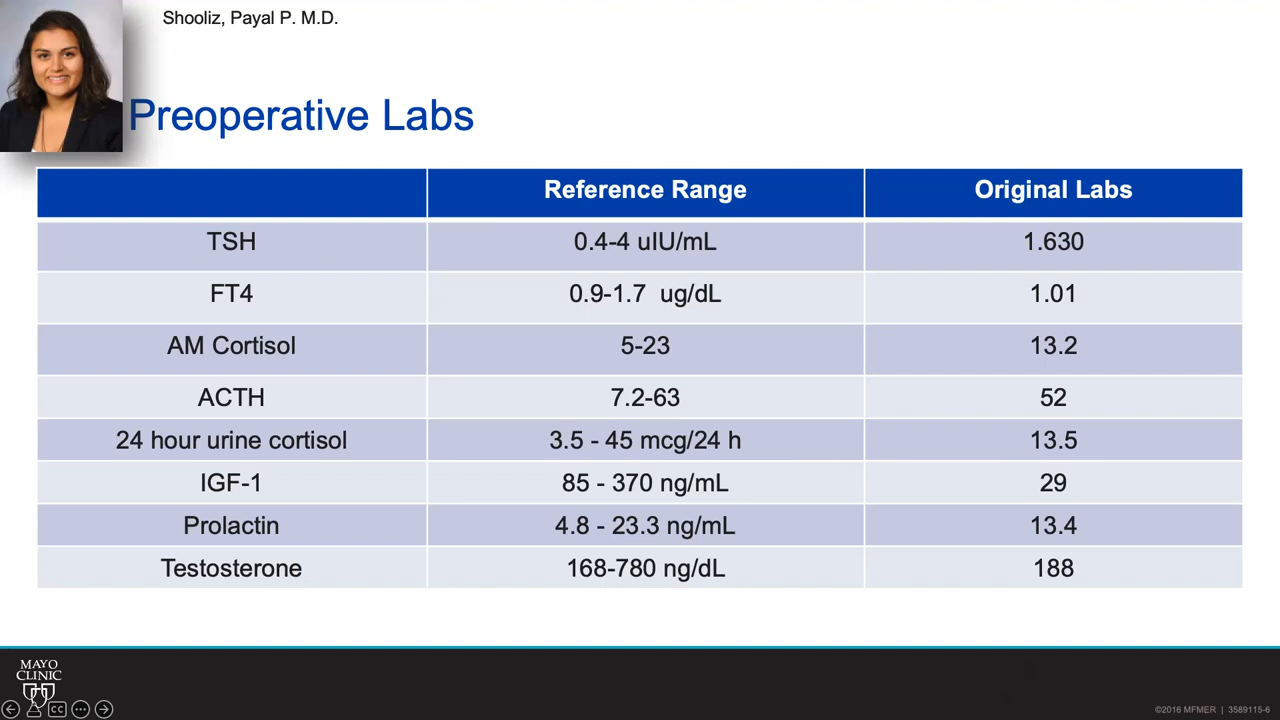 Shooliz, Payal P. M.D.
Preoperative Labs
Reference Range Original Labs
TSH 0.4-4 uIU/mL 1.630
FT4 0.9-1.7 ug/dL 1.01
AM Cortisol 5-23 13.2
ACTH 7.2-63 52
24 hour urine cortisol 3.5 - 45 mcg/24 h 13.5
IGF-1 85 - 370 ng/mL 29
Prolactin 4.8 - 23.3 ng/mL 13.4
Testosterone 168-780 ng/dL 188
MAYO
CLINIC
CC
©2016 MFMER | 3589115-6